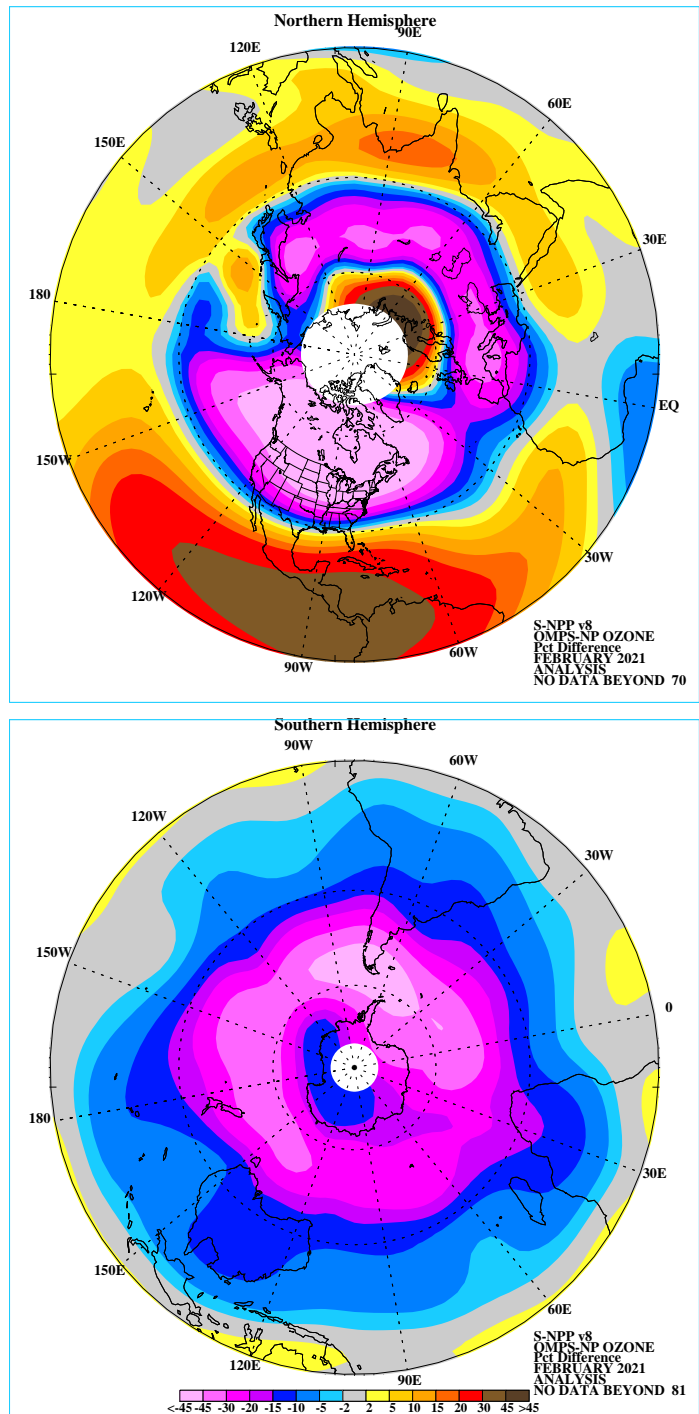 Northern Hemisphere
90E
120E
60E
150E
30E
180
EQ
150W
30W
120W
60W
90W
S-NPP v8
OMPS-NP OZONE
Pct Difference
FEBRUARY 2021
ANALYSIS
NO DATA BEYOND 70
Southern Hemisphere
90W
60W
120W
30W
150W
0
180
30E
150E
60E
120E
90E
S-NPP v8
OMPS-NP OZONE
Pct Difference
FEBRUARY 2021
ANALYSIS
NO DATA BEYOND 81
<-45 -45 -30 -20 -15 -10 -5 -2 2 5 10 15 20 30 45 >45